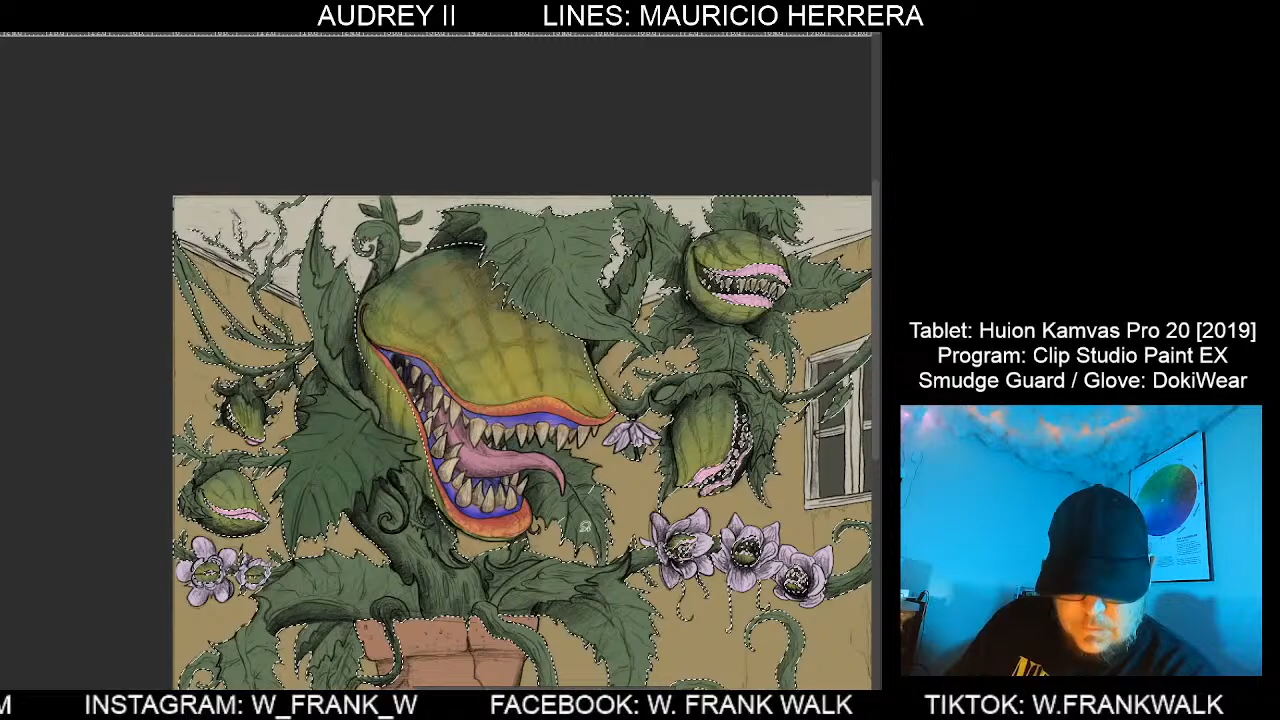 AUDREY II LINES: MAURICIO HERRERA
Tablet: Huion Kamvas Pro 20 [2019]
Program: Clip Studio Paint EX
Smudge Guard / Glove: DokiWear
M INSTAGRAM: W_FRANK_W FACEBOOK: W. FRANK WALK TIKTOK: W.FRANKWALK